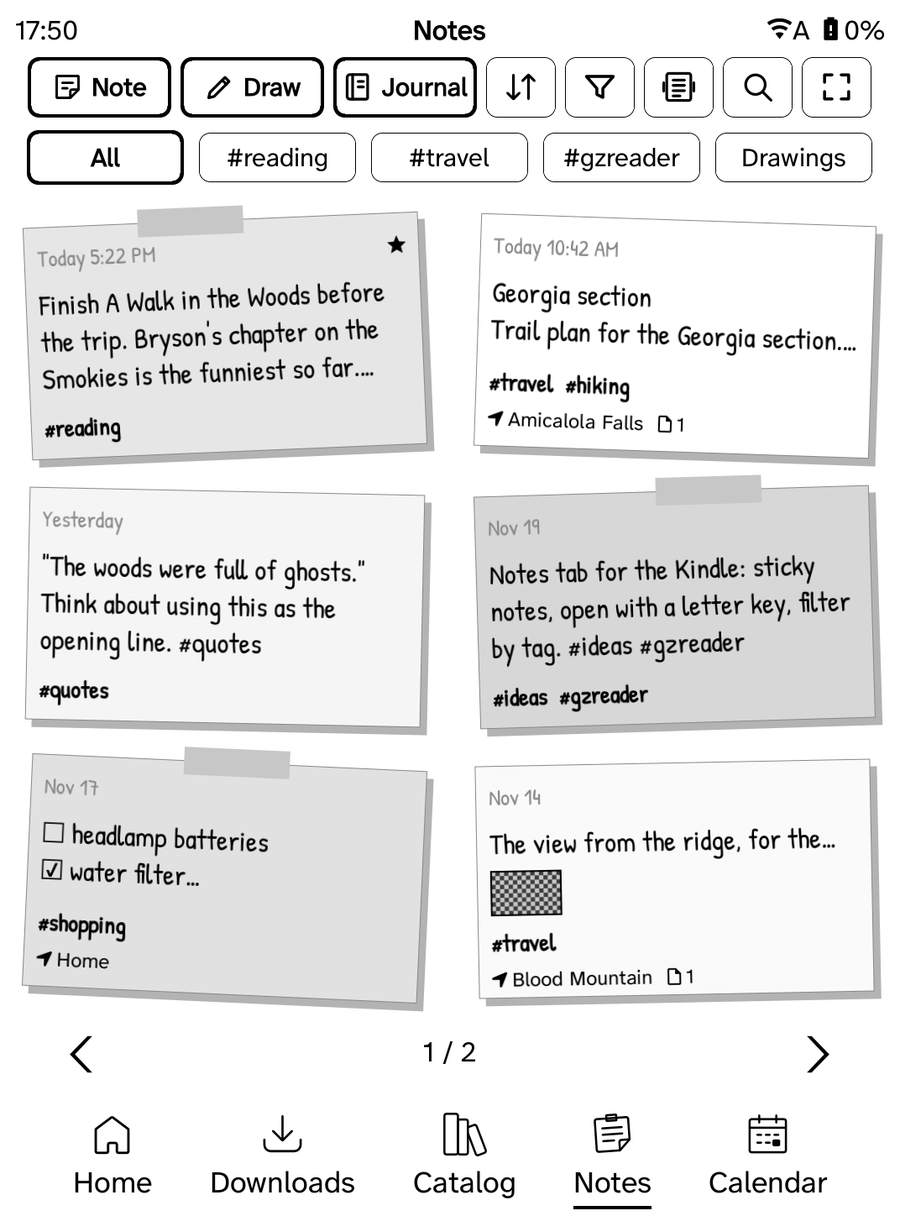 17:50 Notes A 0%
Note Draw Journal
All #reading #travel #gzreader Drawings
Today 5:22 PM
Finish A Walk in the Woods before
the trip. Bryson's chapter on the
Smokies is the funniest so far....
#reading
Today 10:42 AM
Georgia section
Trail plan for the Georgia section....
#travel #hiking
Amicalola Falls 1
Yesterday
"The woods were full of ghosts."
Think about using this as the
opening line. #quotes
#quotes
Nov 19
Notes tab for the Kindle: sticky
notes, open with a letter key, filter
by tag. #ideas #gzreader
#ideas #gzreader
Nov 17
☐ headlamp batteries
☑ water filter...
#shopping
Home
Nov 14
The view from the ridge, for the...
#travel
Blood Mountain 1
1 / 2
Home Downloads Catalog Notes Calendar